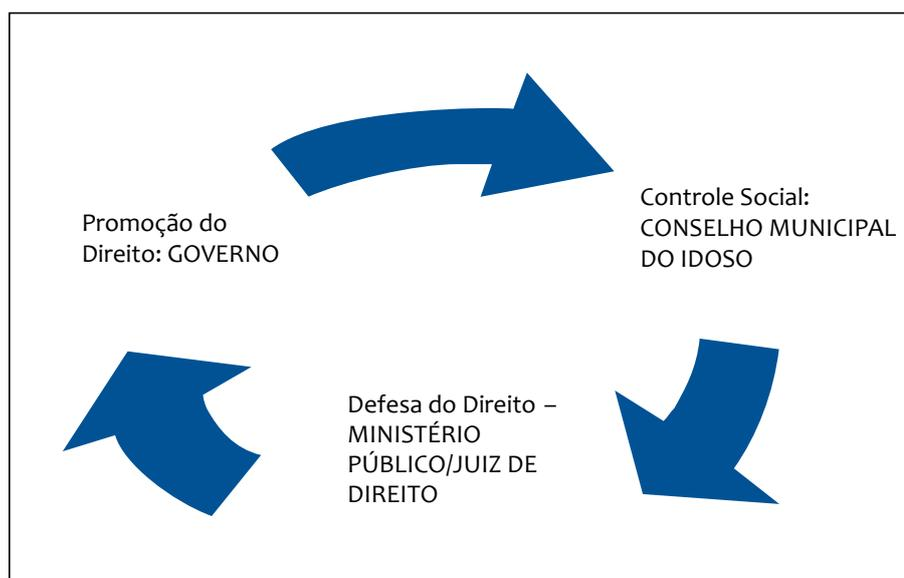 Promoção do
Direito: GOVERNO
Controle Social:
CONSELHO MUNICIPAL
DO IDOSO
Defesa do Direito –
MINISTÉRIO
PÚBLICO/JUIZ DE
DIREITO